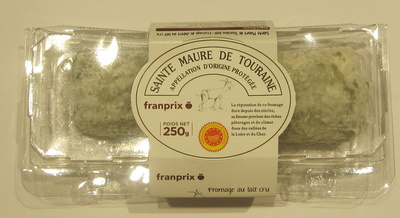 SAINTE MAURE DE TOURAINE
APPELLATION D'ORIGINE PROTÉGÉE
franprix
POIDS NET
250g
La réputation de ce fromage
dure depuis des siècles,
sa finesse provient des riches
pâturages et du climat
doux des vallées de
la Loire et du Cher.
franprix
Fromage au lait cru